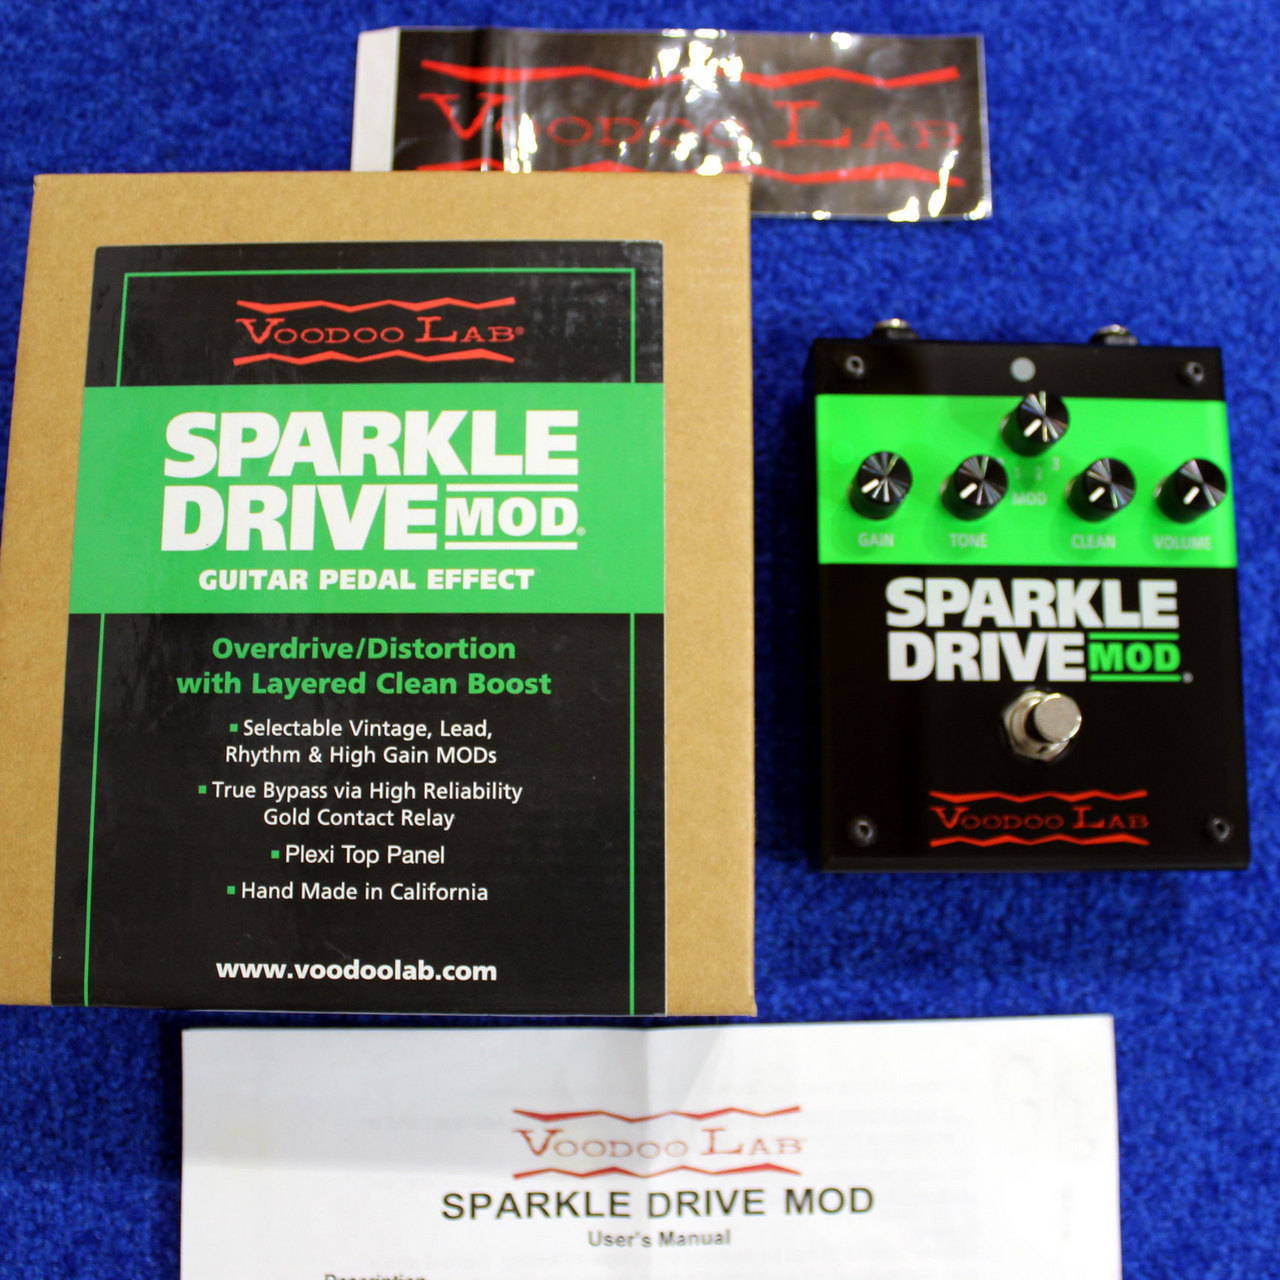 VOODOO LAB
VOODOO LAB®
SPARKLE
DRIVE MOD®
GUITAR PEDAL EFFECT
Overdrive/Distortion
with Layered Clean Boost
▪ Selectable Vintage, Lead,
Rhythm & High Gain MODs
▪ True Bypass via High Reliability
Gold Contact Relay
▪ Plexi Top Panel
▪ Hand Made in California
www.voodoolab.com
1 2 3
MOD
GAIN TONE CLEAN VOLUME
SPARKLE
DRIVE MOD®
VOODOO LAB
VOODOO LAB
SPARKLE DRIVE MOD
User's Manual
Description